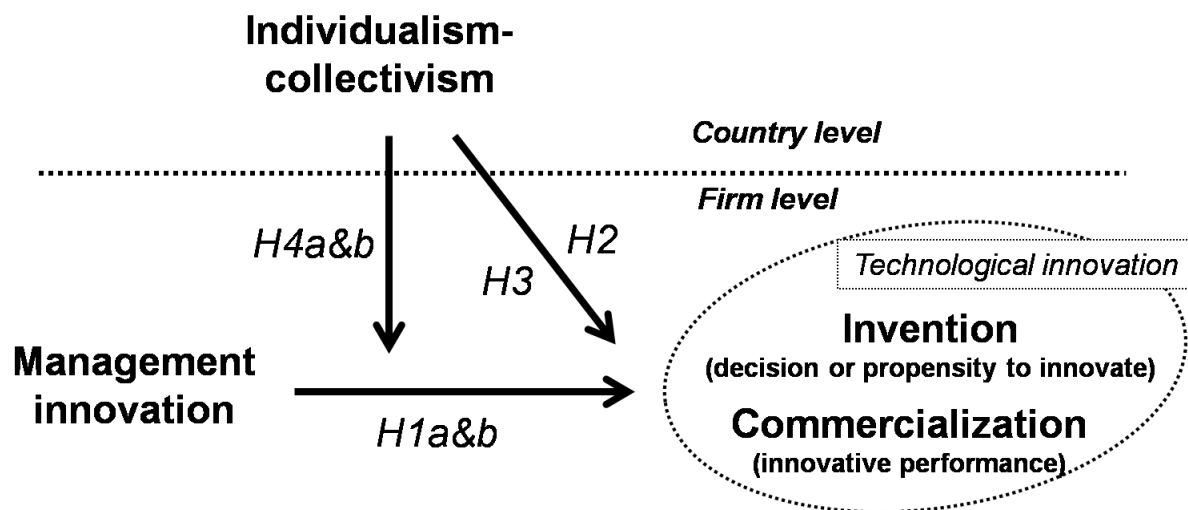 Individualism-
collectivism
Country level
Firm level
H4a&b
H2
H3
Technological innovation
Invention
(decision or propensity to innovate)
Management
innovation
Commercialization
(innovative performance)
H1a&b